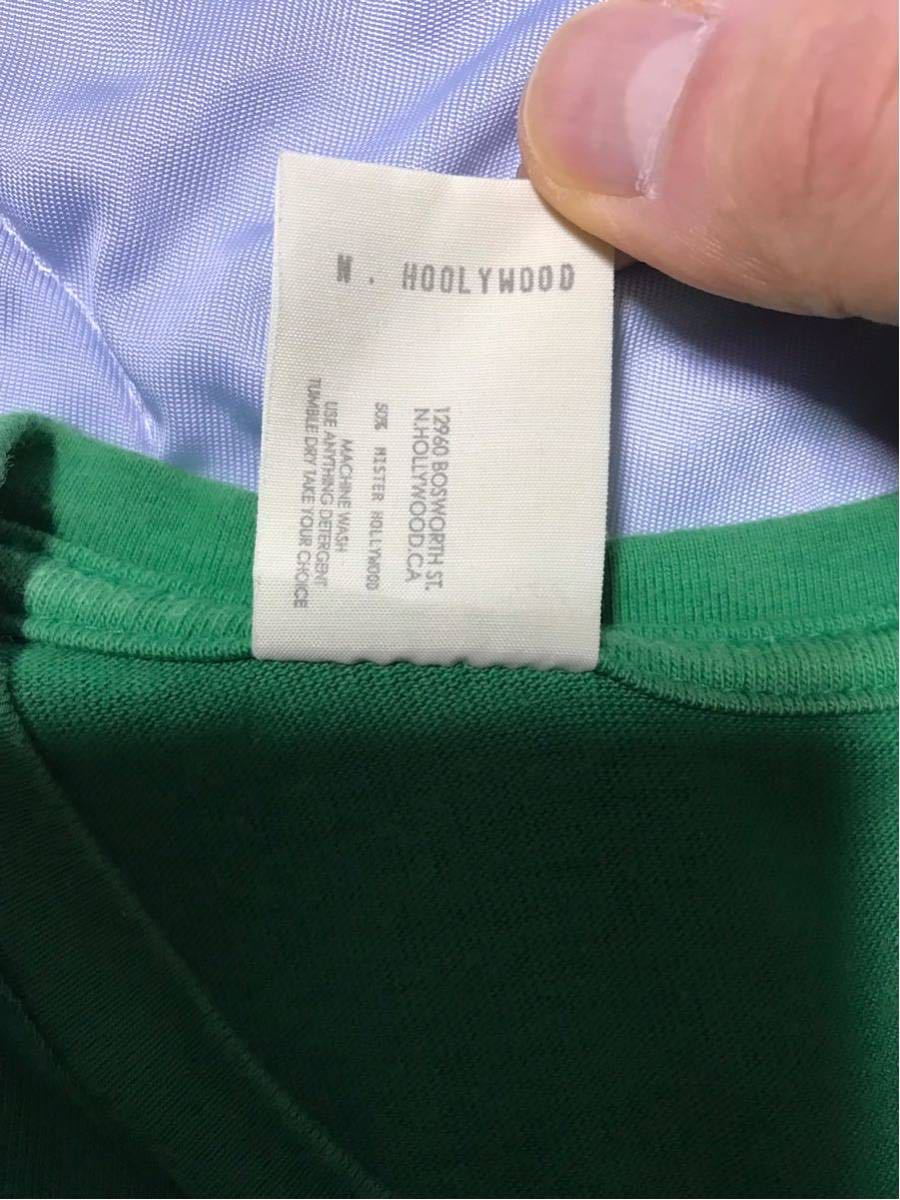 M. HOOLYWOOD
12960 BOSWORTH ST.
N.HOLLYWOOD.CA
50% MISTER HOLLYWOOD
MACHINE WASH
USE ANYTHING DETERGENT
TUMBLE DRY TAKE YOUR CHOICE